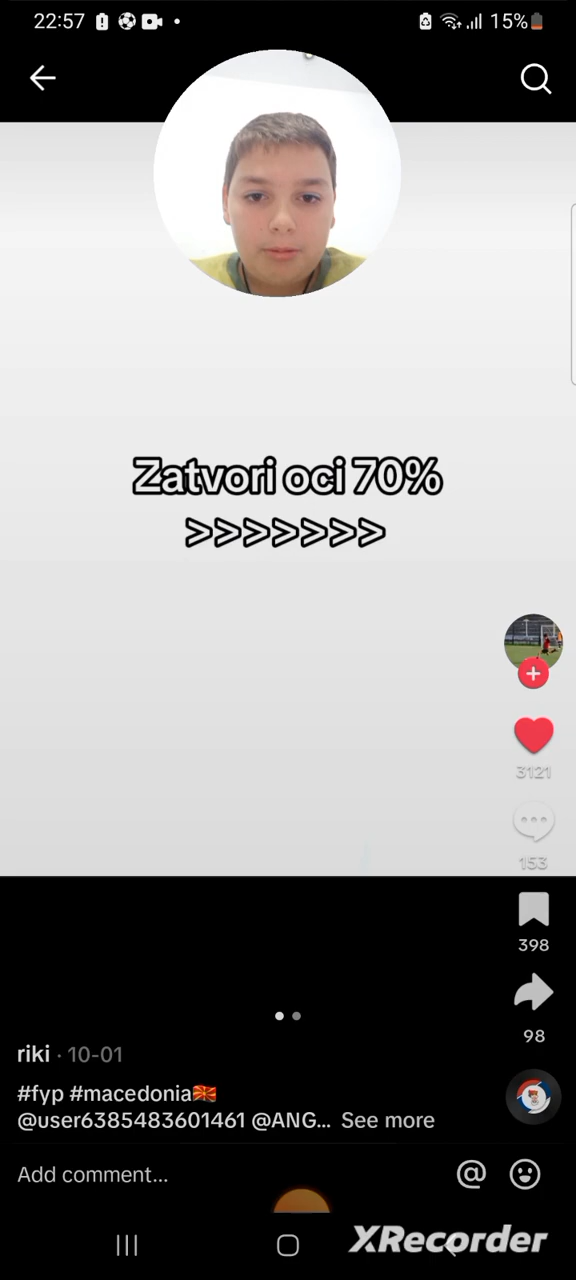 22:57
15%
Zatvori oci 70%
>>>>>>>
3121
153
398
98
riki · 10-01
#fyp #macedonia🇲🇰
@user6385483601461 @ANG... See more
Add comment...
XRecorder